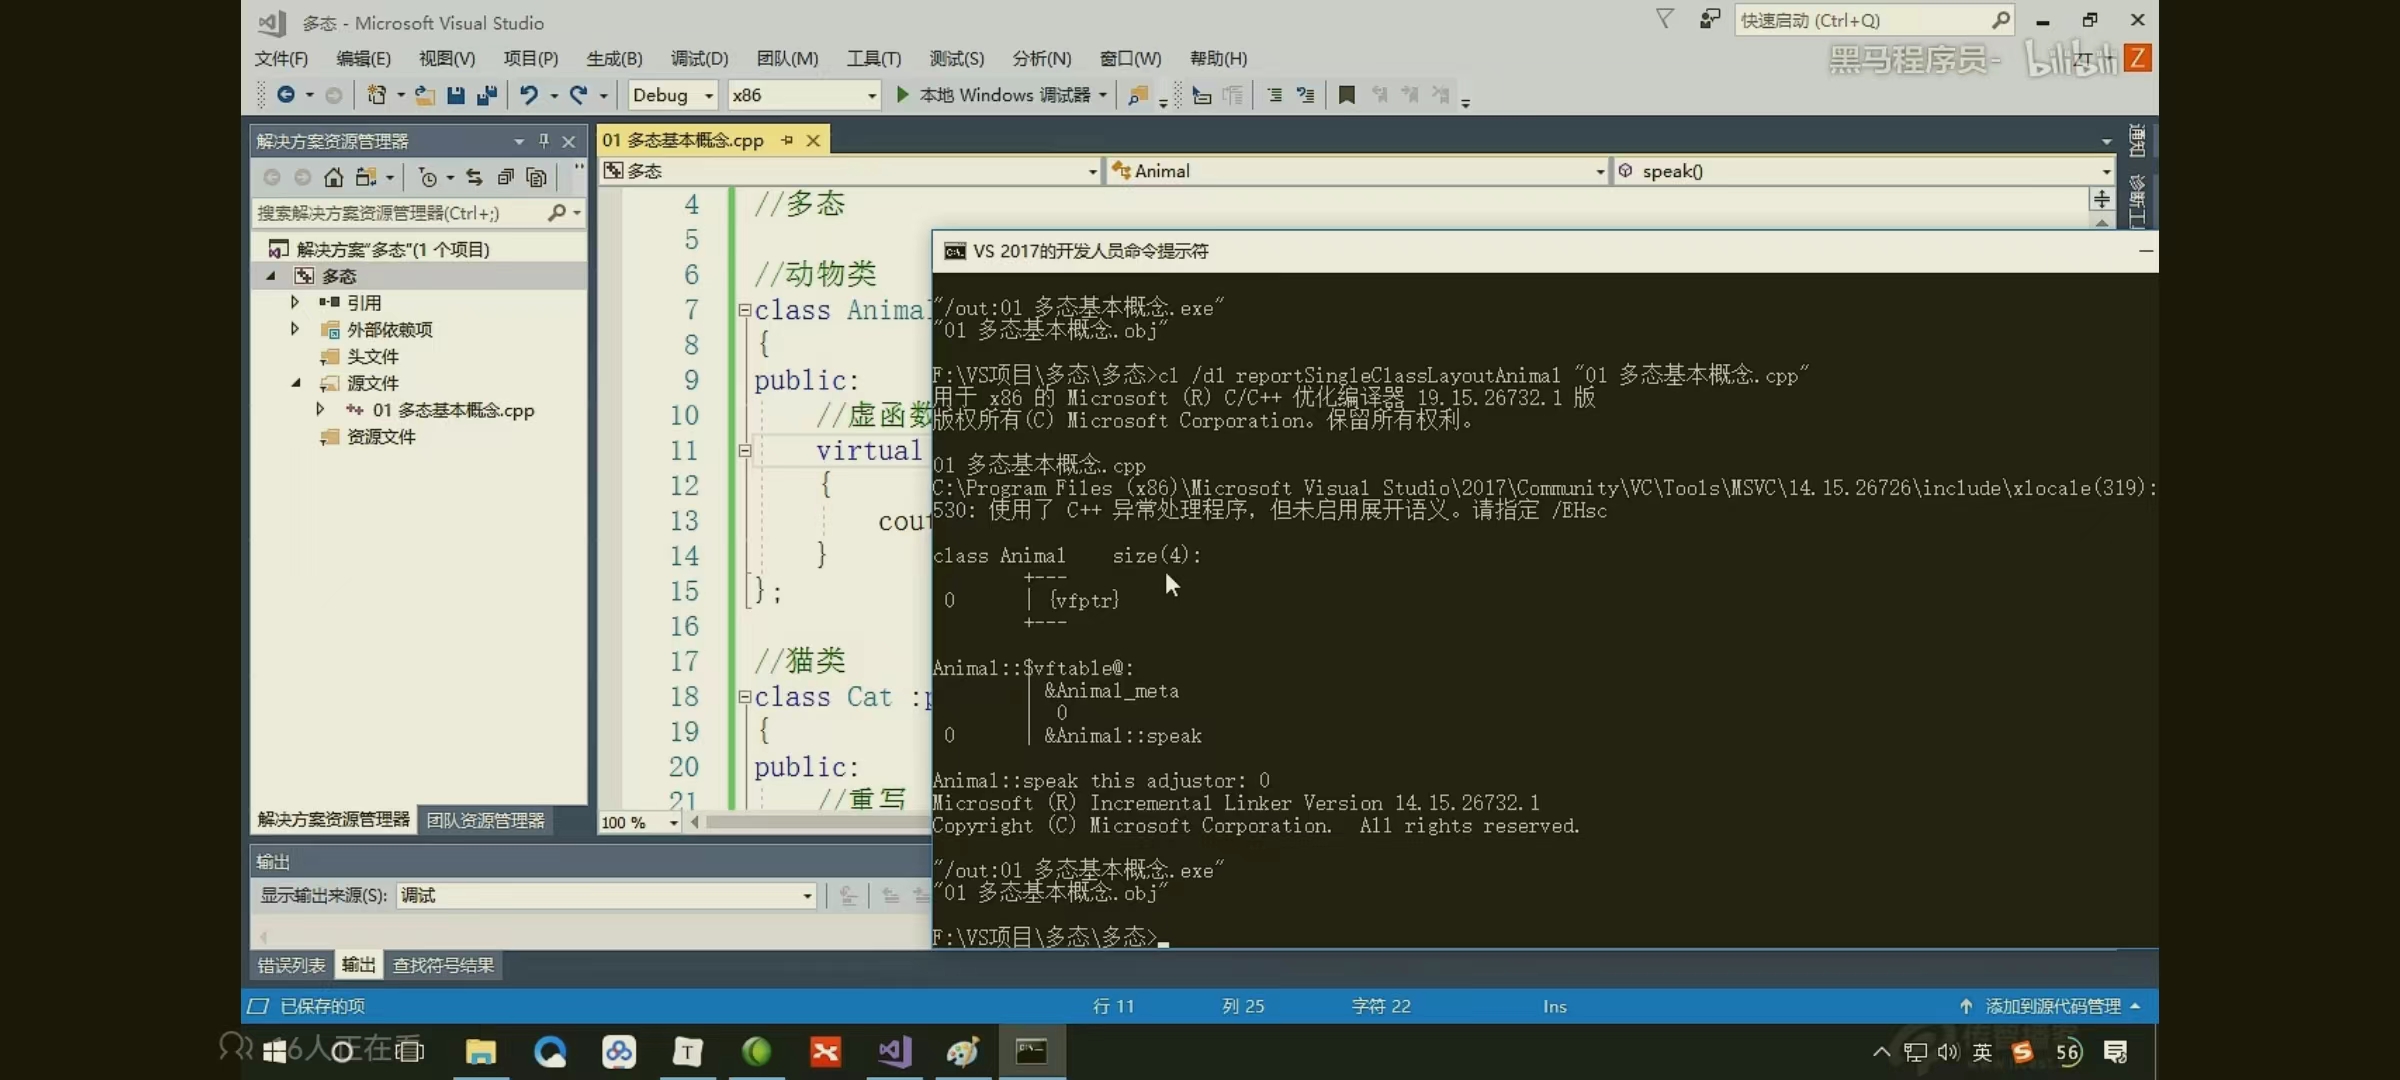 多态 - Microsoft Visual Studio
快速启动 (Ctrl+Q)
文件(F) 编辑(E) 视图(V) 项目(P) 生成(B) 调试(D) 团队(M) 工具(T) 测试(S) 分析(N) 窗口(W) 帮助(H)
黑马程序员- bilibili
Z
Debug x86 本地 Windows 调试器
解决方案资源管理器
01 多态基本概念.cpp
通知
多态 Animal speak()
搜索解决方案资源管理器(Ctrl+;)
解决方案"多态"(1 个项目)
多态
引用
外部依赖项
头文件
源文件
01 多态基本概念.cpp
资源文件
解决方案资源管理器 团队资源管理器
4 //多态
5
6 //动物类
7 class Animal
8 {
9 public:
10 //虚函数
11 virtual
12 {
13 cout
14 }
15 };
16
17 //猫类
18 class Cat :p
19 {
20 public:
21 //重写
100 %
VS 2017的开发人员命令提示符
"/out:01 多态基本概念.exe"
"01 多态基本概念.obj"
F:\VS项目\多态\多态>cl /d1 reportSingleClassLayoutAnimal "01 多态基本概念.cpp"
用于 x86 的 Microsoft (R) C/C++ 优化编译器 19.15.26732.1 版
版权所有(C) Microsoft Corporation。保留所有权利。
01 多态基本概念.cpp
C:\Program Files (x86)\Microsoft Visual Studio\2017\Community\VC\Tools\MSVC\14.15.26726\include\xlocale(319):
530: 使用了 C++ 异常处理程序，但未启用展开语义。请指定 /EHsc
class Animal size(4):
+---
0 | {vfptr}
+---
Animal::$vftable@:
| &Animal_meta
| 0
0 | &Animal::speak
Animal::speak this adjustor: 0
Microsoft (R) Incremental Linker Version 14.15.26732.1
Copyright (C) Microsoft Corporation. All rights reserved.
"/out:01 多态基本概念.exe"
"01 多态基本概念.obj"
F:\VS项目\多态\多态>
输出
显示输出来源(S): 调试
错误列表 输出 查找符号结果
已保存的项 行 11 列 25 字符 22 Ins 添加到源代码管理
6人正在看
T
英
56